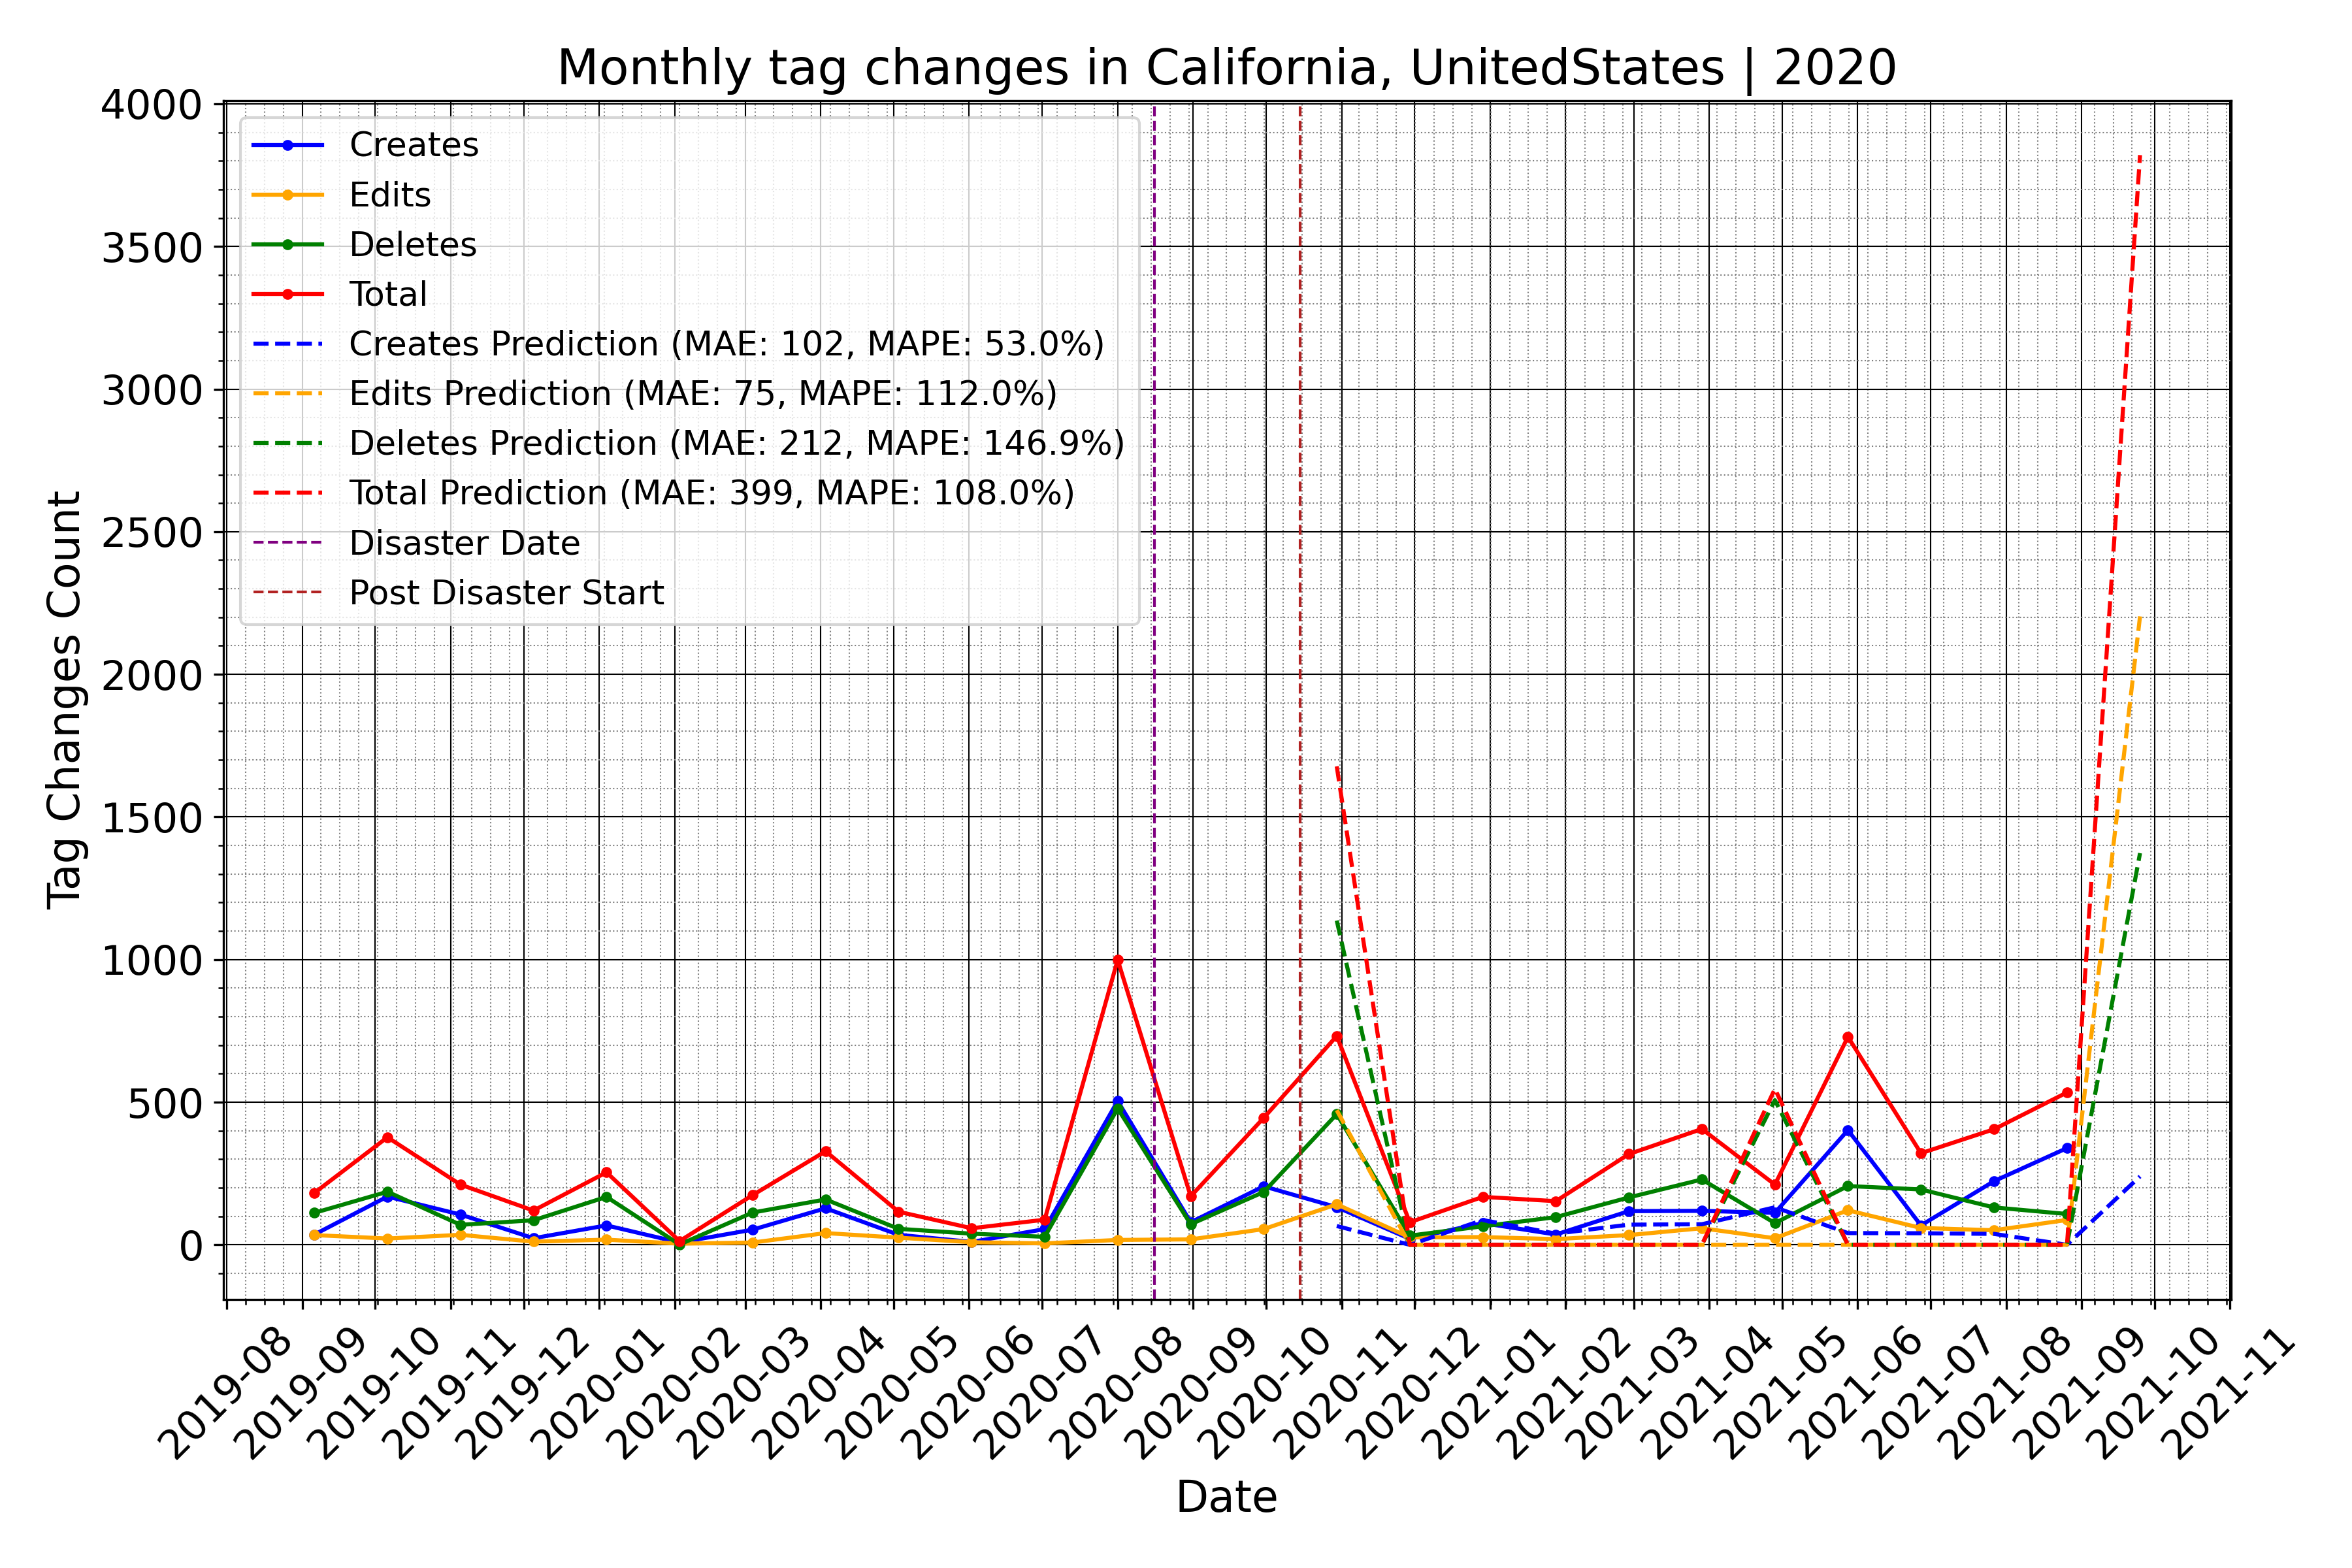 Monthly tag changes in California, UnitedStates | 2020
4000
3500
3000
2500
2000
1500
1000
500
0
Tag Changes Count
Creates
Edits
Deletes
Total
Creates Prediction (MAE: 102, MAPE: 53.0%)
Edits Prediction (MAE: 75, MAPE: 112.0%)
Deletes Prediction (MAE: 212, MAPE: 146.9%)
Total Prediction (MAE: 399, MAPE: 108.0%)
Disaster Date
Post Disaster Start
2019-08
2019-09
2019-10
2019-11
2019-12
2020-01
2020-02
2020-03
2020-04
2020-05
2020-06
2020-07
2020-08
2020-09
2020-10
2020-11
2020-12
2021-01
2021-02
2021-03
2021-04
2021-05
2021-06
2021-07
2021-08
2021-09
2021-10
2021-11
Date